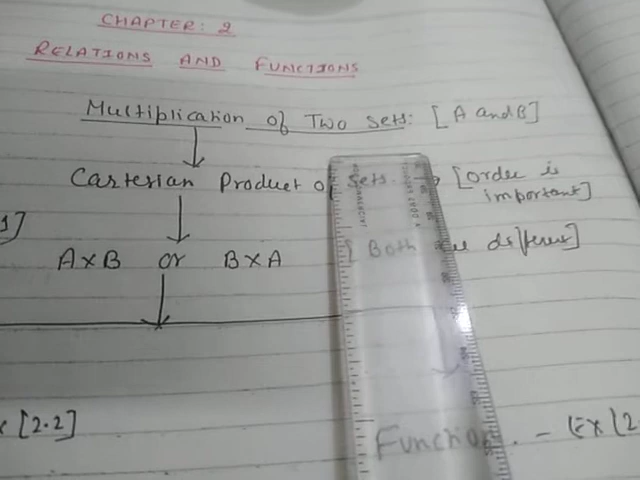 CHAPTER: 2
RELATIONS AND FUNCTIONS
Multiplication of Two Sets: [A and B]
Cartesian Product of Sets. [order is
important]
1]
A×B or B×A [Both are different]
[2.2]
Function. - (Ex (2